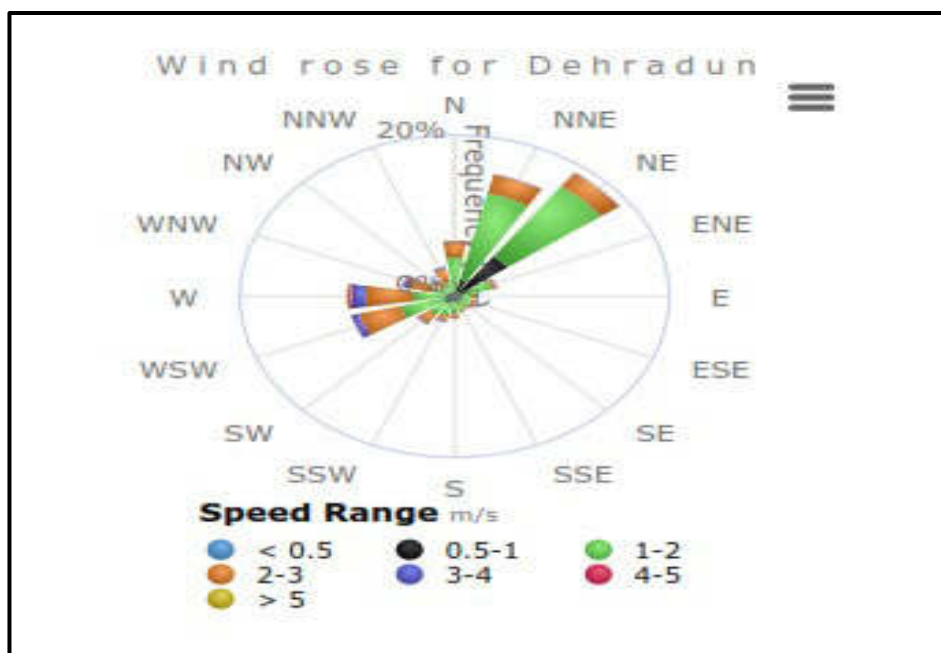 Wind rose for Dehradun
N
NNW
NNE
20%
Frequenc
NW
NE
WNW
ENE
W
E
WSW
ESE
SW
SE
SSW
SSE
S
Speed Range m/s
< 0.5
0.5-1
1-2
2-3
3-4
4-5
> 5